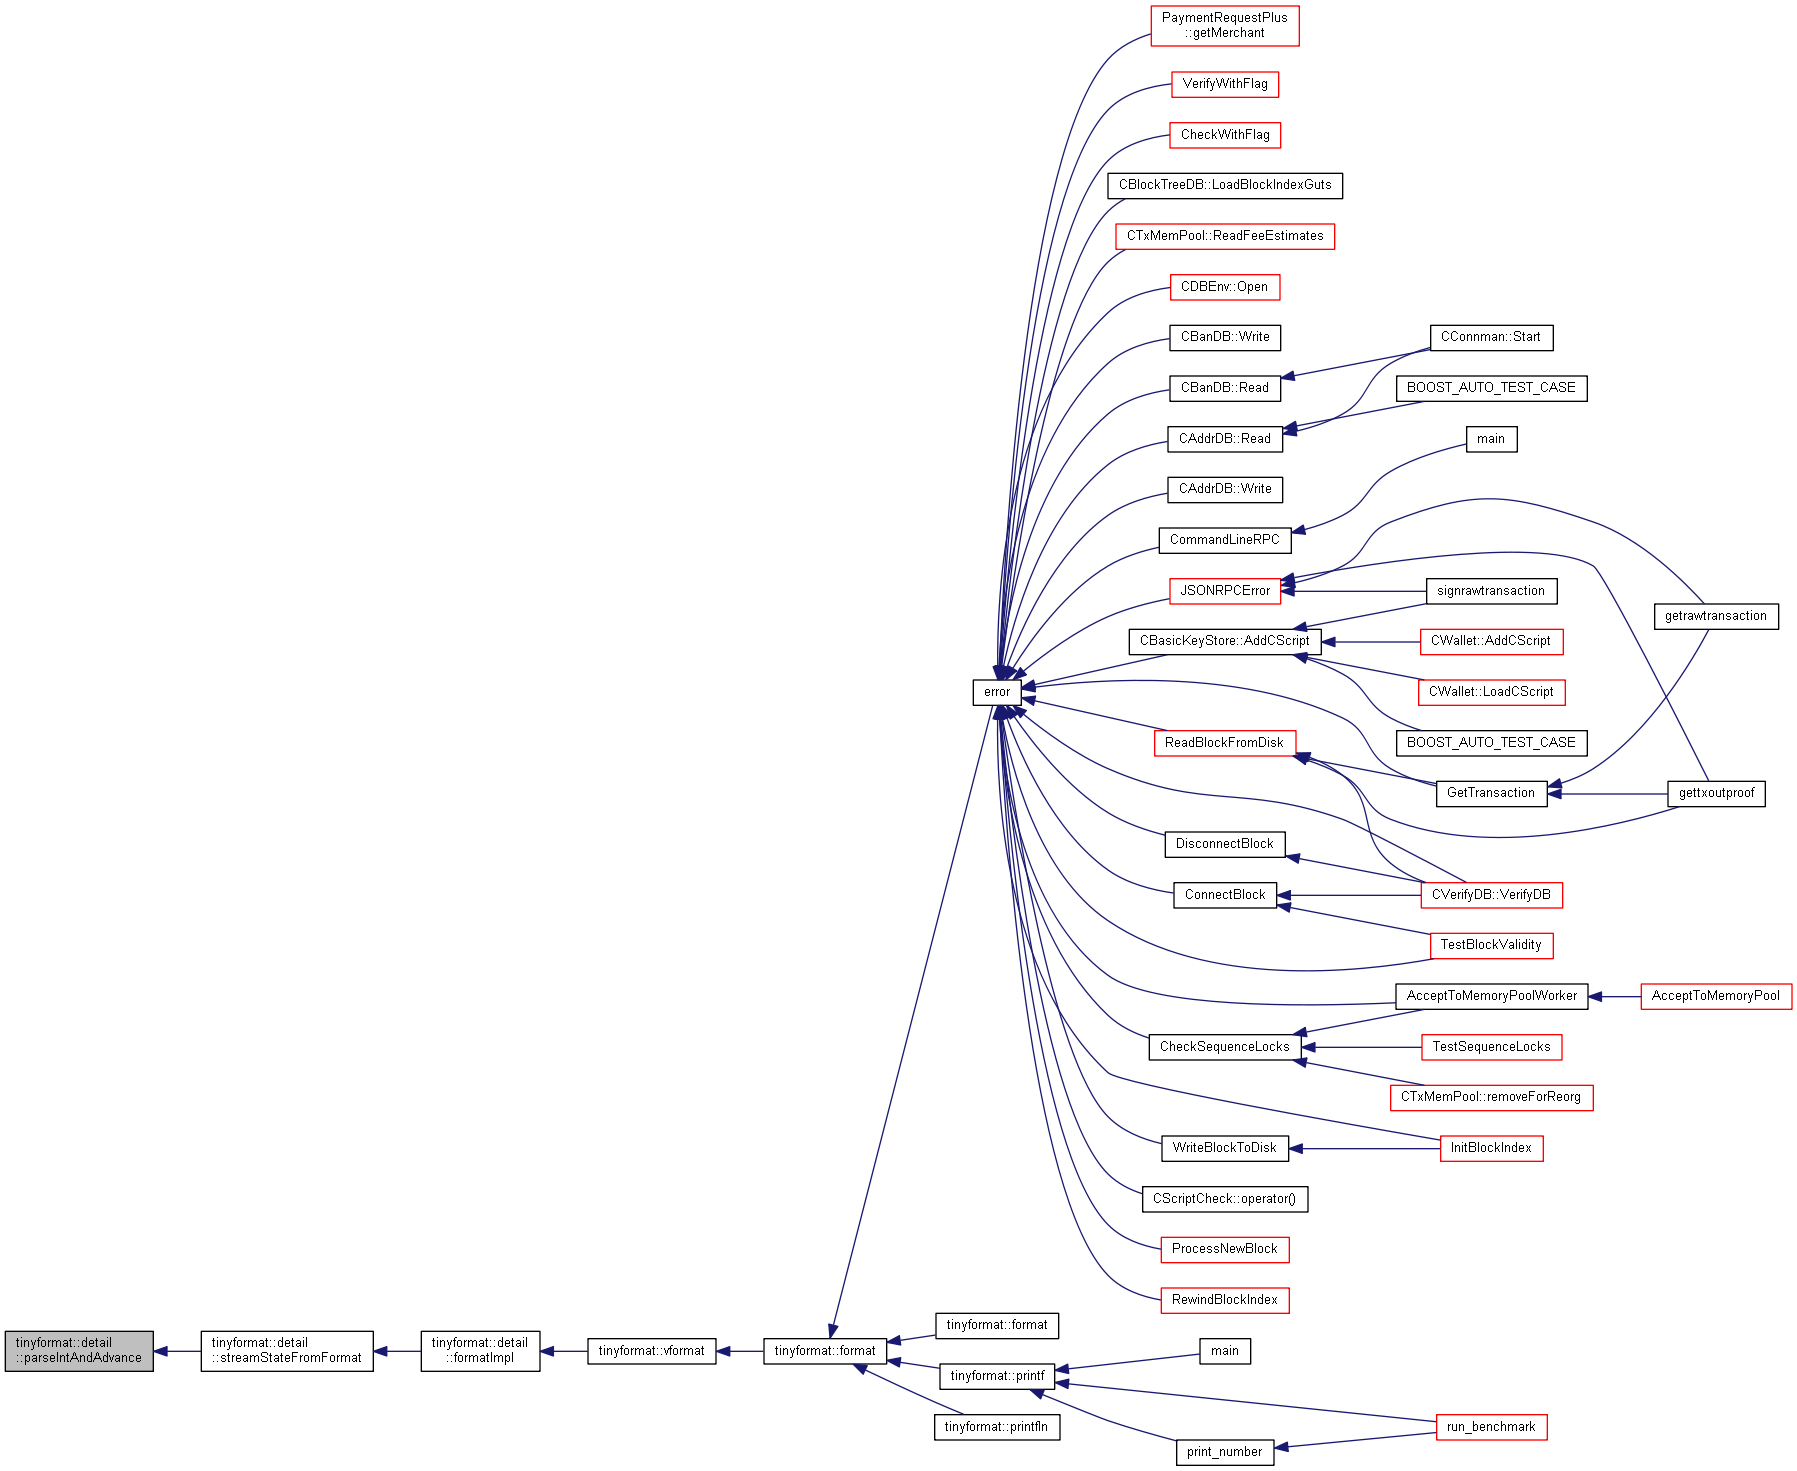 PaymentRequestPlus
::getMerchant
VerifyWithFlag
CheckWithFlag
CBlockTreeDB::LoadBlockIndexGuts
CTxMemPool::ReadFeeEstimates
CDBEnv::Open
CBanDB::Write
CConnman::Start
CBanDB::Read
BOOST_AUTO_TEST_CASE
CAddrDB::Read
main
CAddrDB::Write
CommandLineRPC
JSONRPCError
signrawtransaction
getrawtransaction
CBasicKeyStore::AddCScript
CWallet::AddCScript
error
CWallet::LoadCScript
ReadBlockFromDisk
BOOST_AUTO_TEST_CASE
GetTransaction
gettxoutproof
DisconnectBlock
ConnectBlock
CVerifyDB::VerifyDB
TestBlockValidity
AcceptToMemoryPoolWorker
AcceptToMemoryPool
CheckSequenceLocks
TestSequenceLocks
CTxMemPool::removeForReorg
WriteBlockToDisk
InitBlockIndex
CScriptCheck::operator()
ProcessNewBlock
RewindBlockIndex
tinyformat::detail
::parseIntAndAdvance
tinyformat::detail
::streamStateFromFormat
tinyformat::detail
::formatImpl
tinyformat::vformat
tinyformat::format
tinyformat::format
tinyformat::printf
main
tinyformat::printfln
run_benchmark
print_number